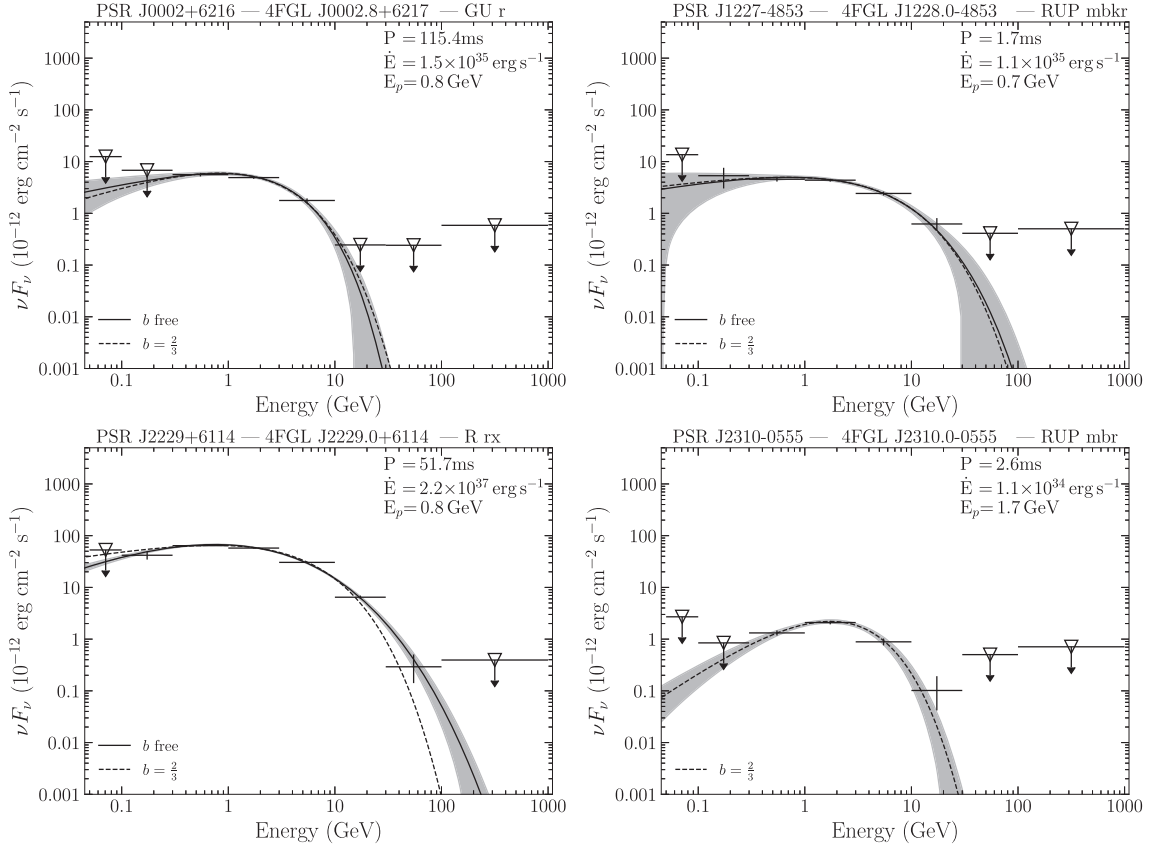 PSR J0002+6216 — 4FGL J0002.8+6217 — GU r
P = 115.4ms
Ė = 1.5×10³⁵ erg s⁻¹
E_p = 0.8 GeV
1000
100
10
1
0.1
0.01
0.001
νF_ν (10⁻¹² erg cm⁻² s⁻¹)
b free
b = 2/3
0.1 1 10 100 1000
Energy (GeV)
PSR J1227-4853 — 4FGL J1228.0-4853 — RUP mbkr
P = 1.7ms
Ė = 1.1×10³⁵ erg s⁻¹
E_p = 0.7 GeV
1000
100
10
1
0.1
0.01
0.001
νF_ν (10⁻¹² erg cm⁻² s⁻¹)
b free
b = 2/3
0.1 1 10 100 1000
Energy (GeV)
PSR J2229+6114 — 4FGL J2229.0+6114 — R rx
P = 51.7ms
Ė = 2.2×10³⁷ erg s⁻¹
E_p = 0.8 GeV
1000
100
10
1
0.1
0.01
0.001
νF_ν (10⁻¹² erg cm⁻² s⁻¹)
b free
b = 2/3
0.1 1 10 100 1000
Energy (GeV)
PSR J2310-0555 — 4FGL J2310.0-0555 — RUP mbr
P = 2.6ms
Ė = 1.1×10³⁴ erg s⁻¹
E_p = 1.7 GeV
1000
100
10
1
0.1
0.01
0.001
νF_ν (10⁻¹² erg cm⁻² s⁻¹)
b = 2/3
0.1 1 10 100 1000
Energy (GeV)